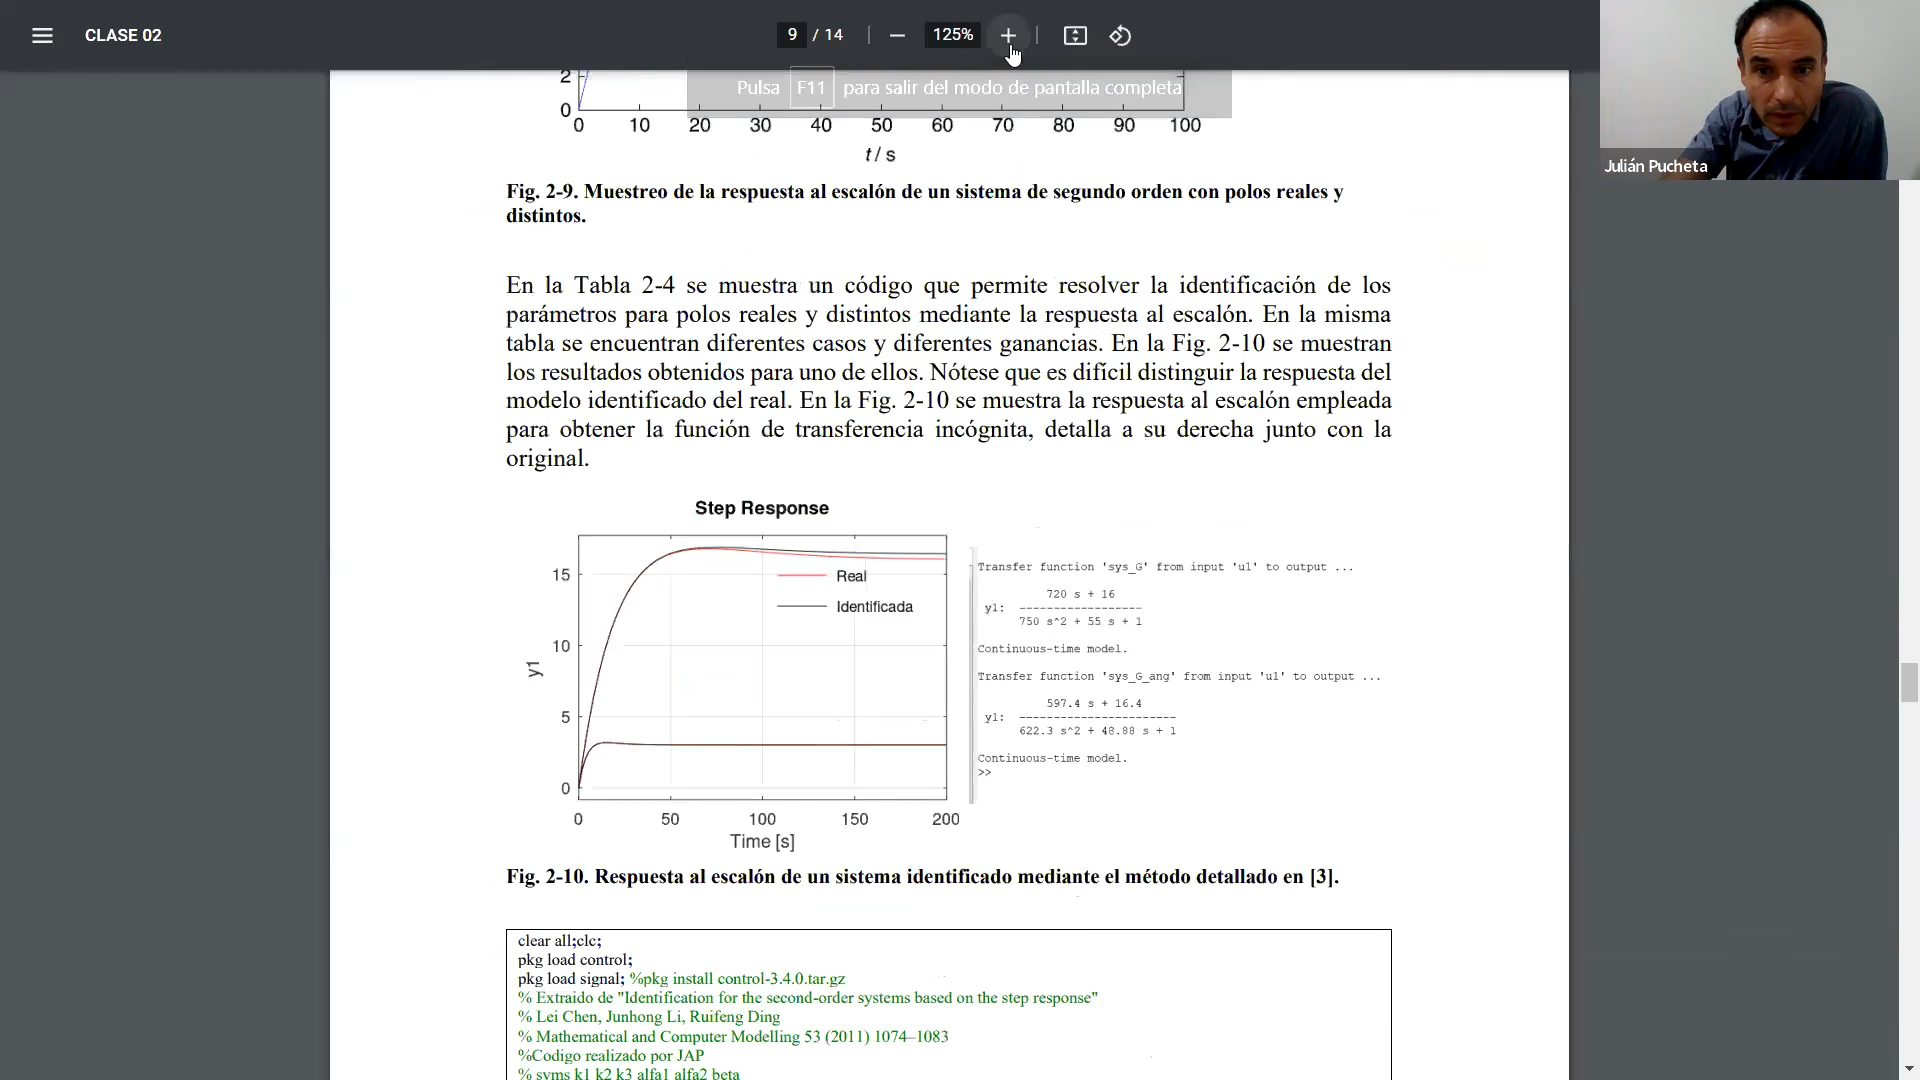 CLASE 02
9 / 14
125%
Pulsa F11 para salir del modo de pantalla completa
Julián Pucheta
2
0
0 10 20 30 40 50 60 70 80 90 100
t / s
Fig. 2-9. Muestreo de la respuesta al escalón de un sistema de segundo orden con polos reales y
distintos.
En la Tabla 2-4 se muestra un código que permite resolver la identificación de los
parámetros para polos reales y distintos mediante la respuesta al escalón. En la misma
tabla se encuentran diferentes casos y diferentes ganancias. En la Fig. 2-10 se muestran
los resultados obtenidos para uno de ellos. Nótese que es difícil distinguir la respuesta del
modelo identificado del real. En la Fig. 2-10 se muestra la respuesta al escalón empleada
para obtener la función de transferencia incógnita, detalla a su derecha junto con la
original.
Step Response
15
10
5
0
y1
Real
Identificada
0 50 100 150 200
Time [s]
Transfer function 'sys_G' from input 'u1' to output ...
720 s + 16
y1: ------------------
750 s^2 + 55 s + 1
Continuous-time model.
Transfer function 'sys_G_ang' from input 'u1' to output ...
597.4 s + 16.4
y1: -----------------------
622.3 s^2 + 48.88 s + 1
Continuous-time model.
>>
Fig. 2-10. Respuesta al escalón de un sistema identificado mediante el método detallado en [3].
clear all;clc;
pkg load control;
pkg load signal; %pkg install control-3.4.0.tar.gz
% Extraido de "Identification for the second-order systems based on the step response"
% Lei Chen, Junhong Li, Ruifeng Ding
% Mathematical and Computer Modelling 53 (2011) 1074–1083
%Codigo realizado por JAP
% syms k1 k2 k3 alfa1 alfa2 beta